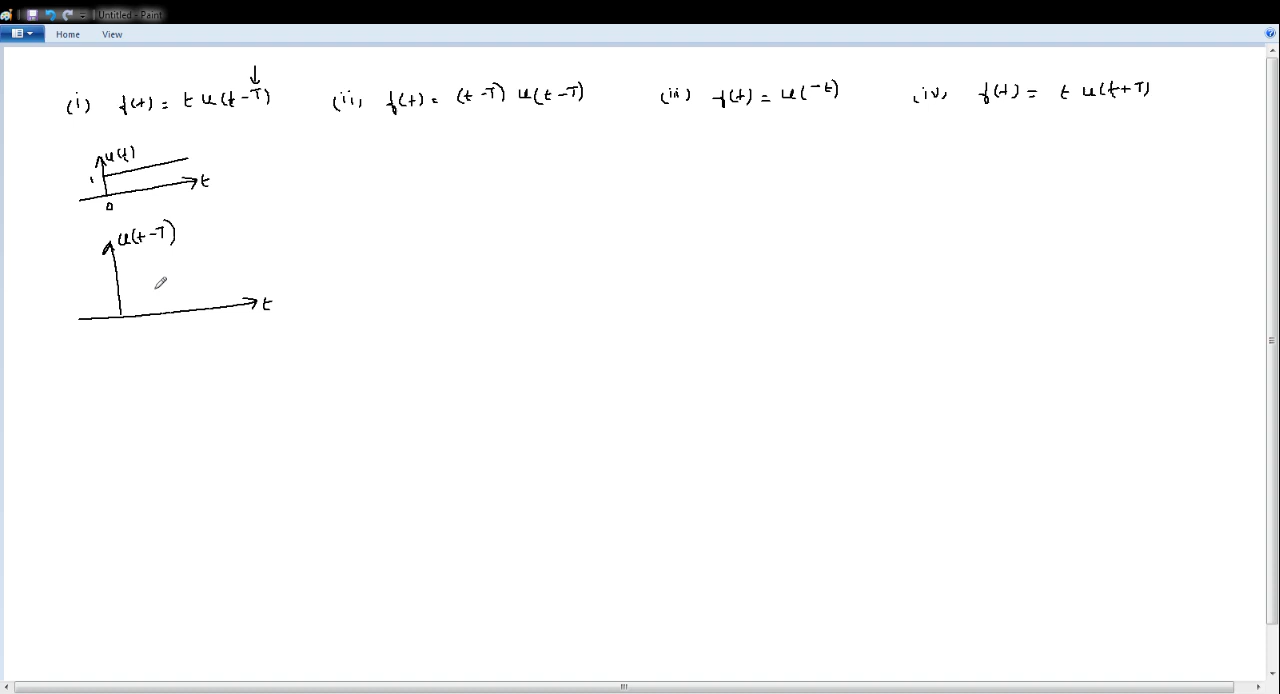 Untitled - Paint
Home View
(i) f(t) = t u(t-T) (ii) f(t) = (t-T) u(t-T) (iii) f(t) = u(-t) (iv) f(t) = t u(t+T)
u(t)
1
t
0
u(t-T)
t